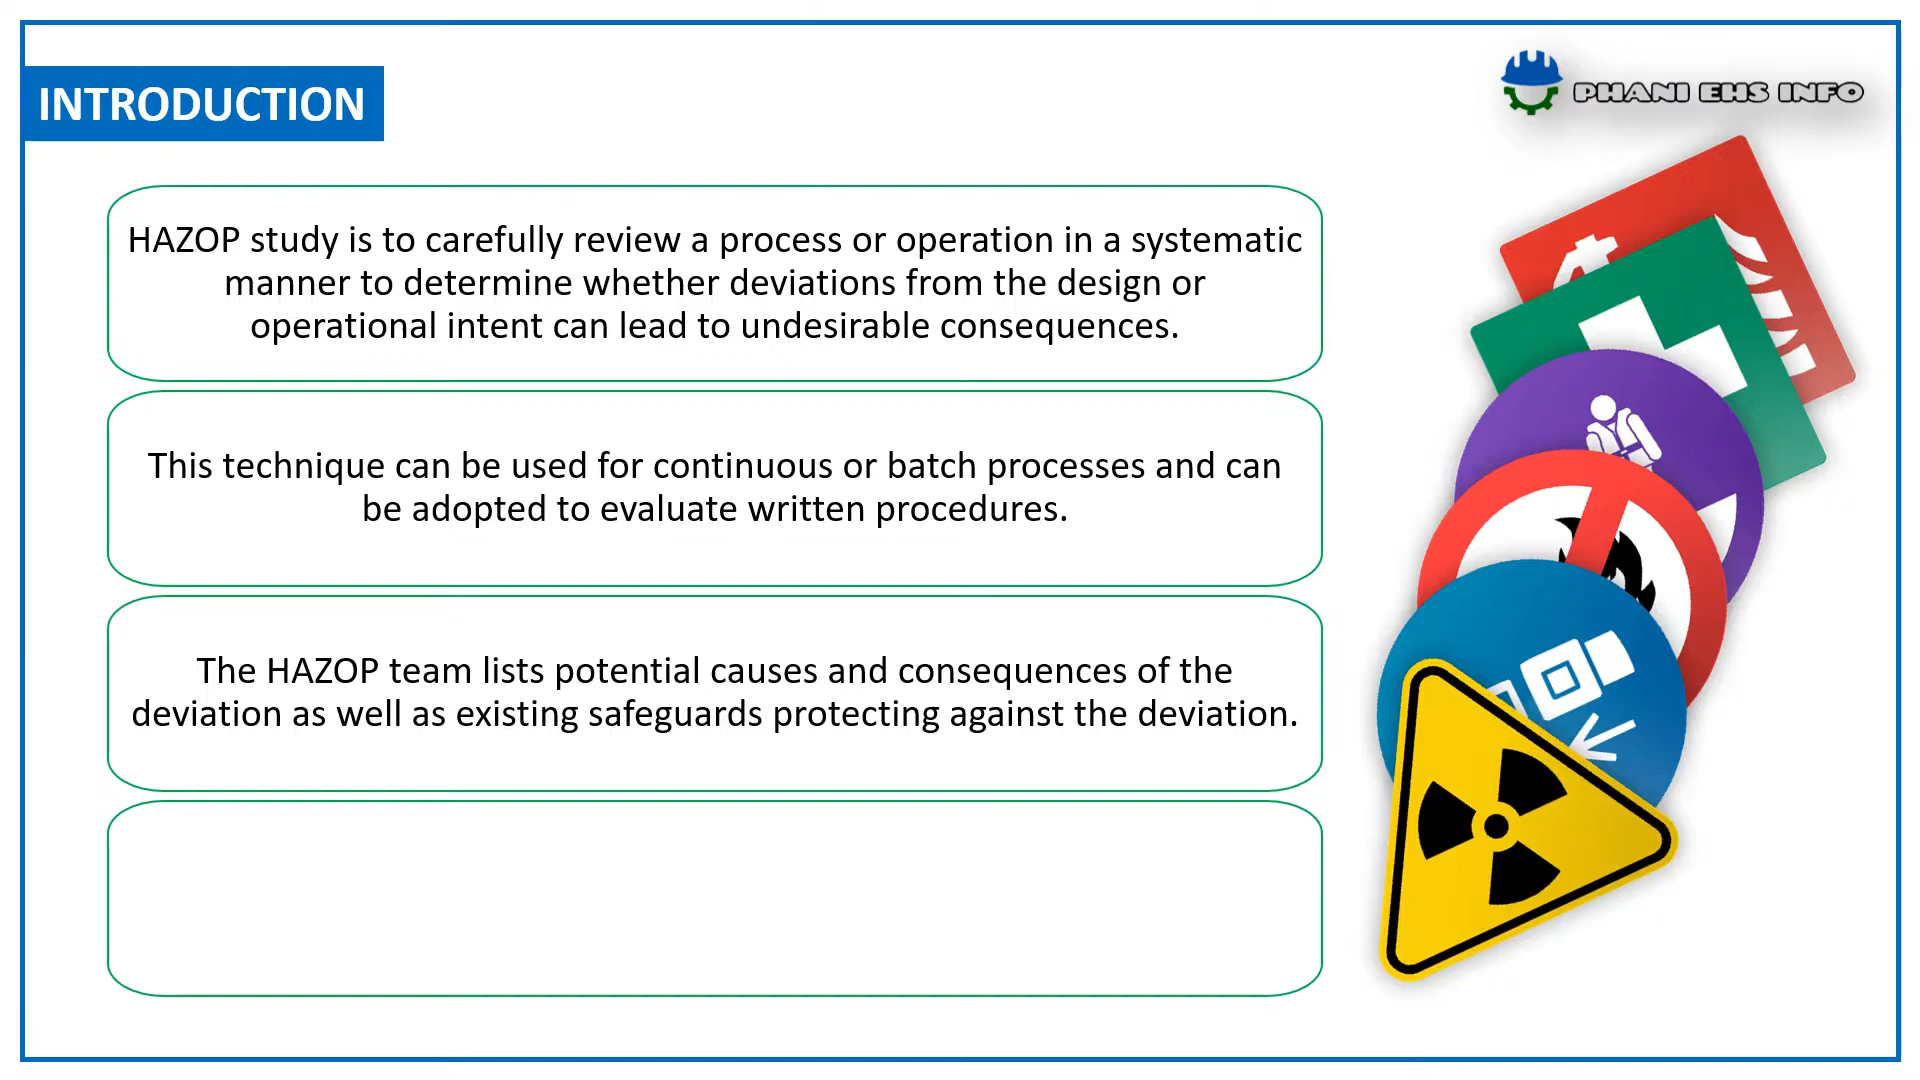 INTRODUCTION
PHANI EHS INFO
HAZOP study is to carefully review a process or operation in a systematic
manner to determine whether deviations from the design or
operational intent can lead to undesirable consequences.
This technique can be used for continuous or batch processes and can
be adopted to evaluate written procedures.
The HAZOP team lists potential causes and consequences of the
deviation as well as existing safeguards protecting against the deviation.